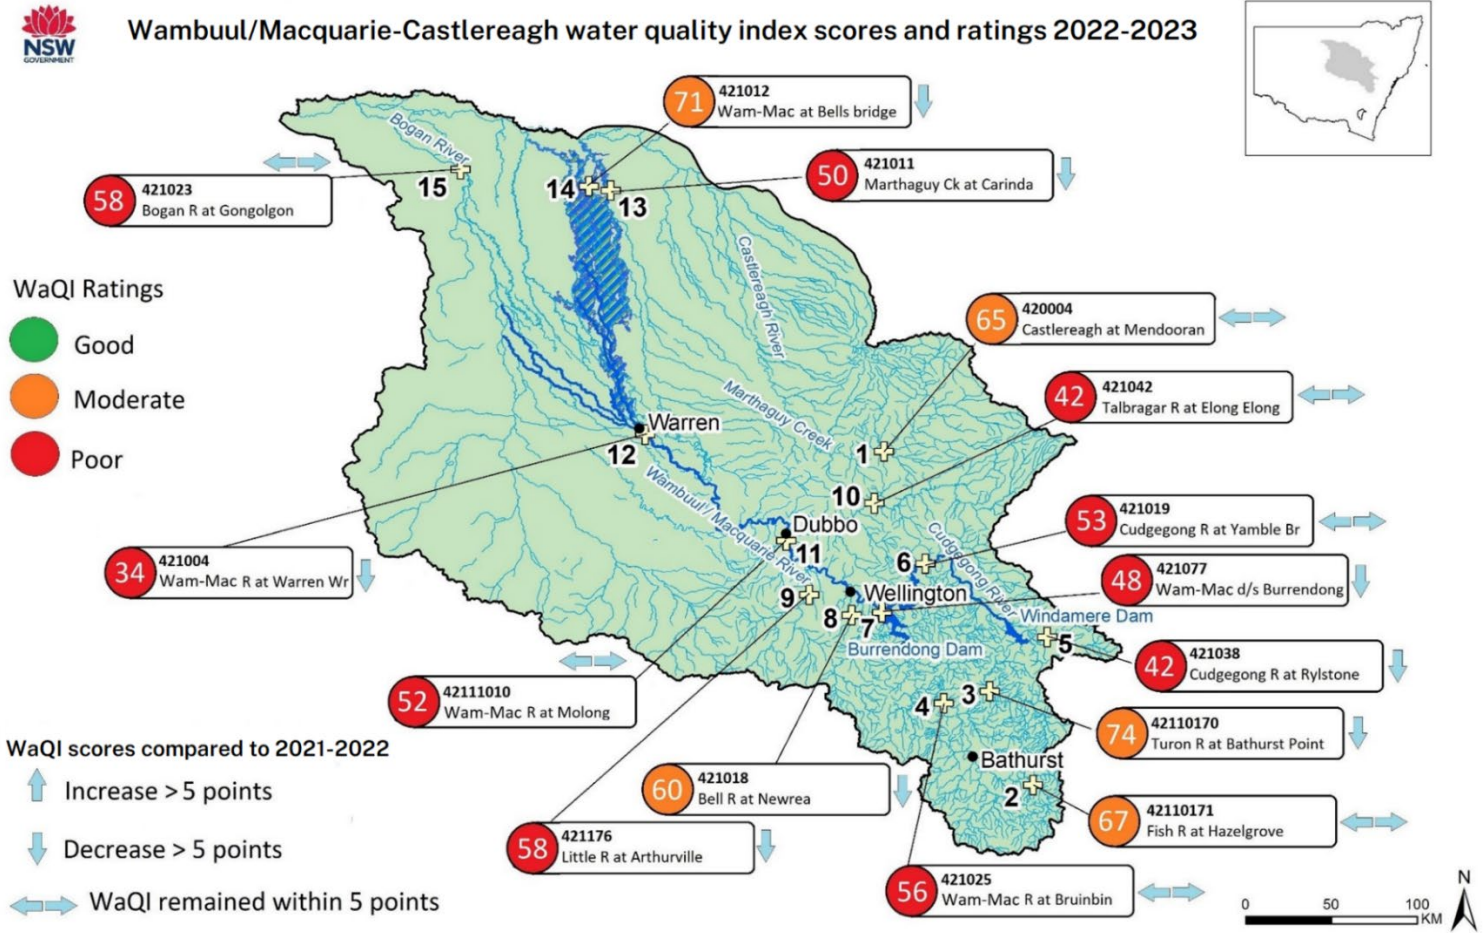 Wambuul/Macquarie-Castlereagh water quality index scores and ratings 2022-2023
NSW
GOVERNMENT
71
421012
Wam-Mac at Bells bridge
50
421011
Marthaguy Ck at Carinda
58
421023
Bogan R at Gongolgon
Bogan River
15
14
13
Castlereagh River
WaQI Ratings
Good
Moderate
Poor
65
420004
Castlereagh at Mendooran
42
421042
Talbragar R at Elong Elong
Marthaguy Creek
Warren
12
1
10
Wambuul / Macquarie River
Dubbo
11
Cudgegong River
6
53
421019
Cudgegong R at Yamble Br
34
421004
Wam-Mac R at Warren Wr
48
421077
Wam-Mac d/s Burrendong
9
Wellington
8
7
Windamere Dam
5
Burrendong Dam
42
421038
Cudgegong R at Rylstone
52
42111010
Wam-Mac R at Molong
4
3
74
42110170
Turon R at Bathurst Point
Bathurst
2
60
421018
Bell R at Newrea
67
42110171
Fish R at Hazelgrove
58
421176
Little R at Arthurville
56
421025
Wam-Mac R at Bruinbin
WaQI scores compared to 2021-2022
Increase > 5 points
Decrease > 5 points
WaQI remained within 5 points
N
0 50 100
KM